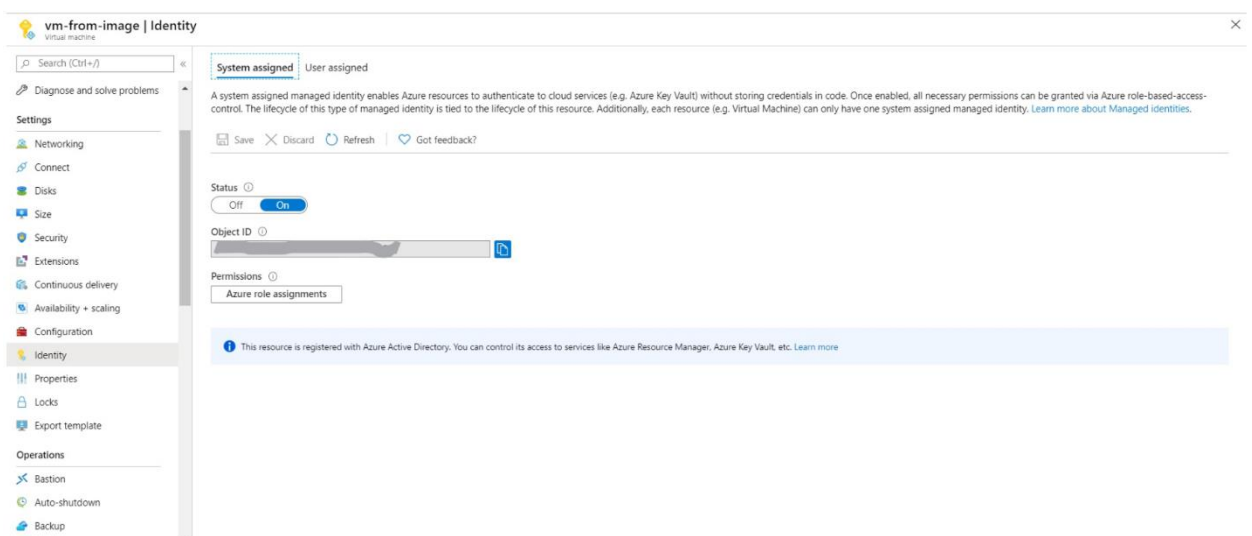 vm-from-image | Identity
Virtual machine
Search (Ctrl+/)
Diagnose and solve problems
Settings
Networking
Connect
Disks
Size
Security
Extensions
Continuous delivery
Availability + scaling
Configuration
Identity
Properties
Locks
Export template
Operations
Bastion
Auto-shutdown
Backup
System assigned User assigned
A system assigned managed identity enables Azure resources to authenticate to cloud services (e.g. Azure Key Vault) without storing credentials in code. Once enabled, all necessary permissions can be granted via Azure role-based-access-
control. The lifecycle of this type of managed identity is tied to the lifecycle of this resource. Additionally, each resource (e.g. Virtual Machine) can only have one system assigned managed identity. Learn more about Managed identities.
Save Discard Refresh Got feedback?
Status
Off On
Object ID
Permissions
Azure role assignments
This resource is registered with Azure Active Directory. You can control its access to services like Azure Resource Manager, Azure Key Vault, etc. Learn more